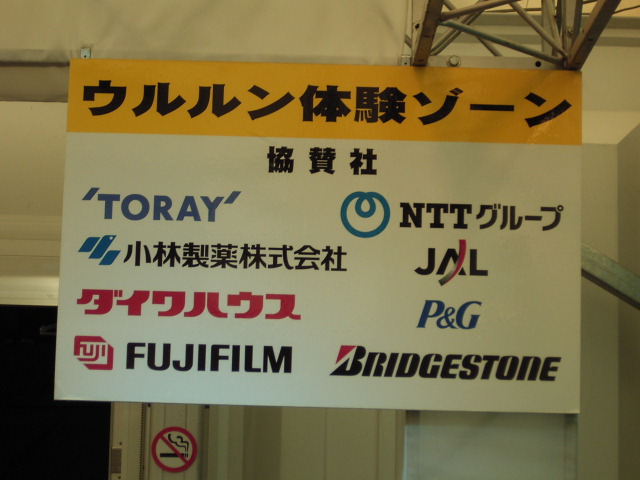 ウルルン体験ゾーン
協賛社
'TORAY'
NTTグループ
小林製薬株式会社
JAL
ダイワハウス
P&G
FUJI FUJIFILM
BRIDGESTONE